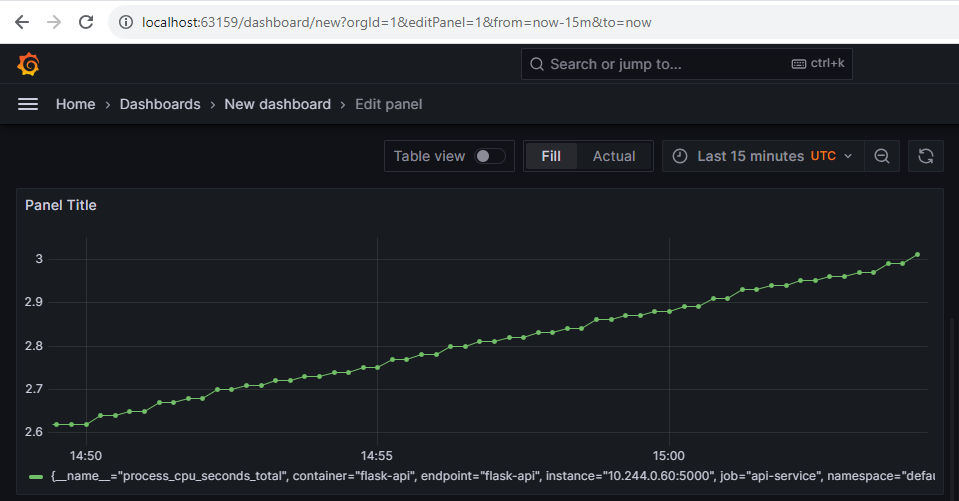 localhost:63159/dashboard/new?orgId=1&editPanel=1&from=now-15m&to=now
Search or jump to... ctrl+k
Home › Dashboards › New dashboard › Edit panel
Table view Fill Actual Last 15 minutes UTC
Panel Title
3
2.9
2.8
2.7
2.6
14:50 14:55 15:00
{__name__="process_cpu_seconds_total", container="flask-api", endpoint="flask-api", instance="10.244.0.60:5000", job="api-service", namespace="defau